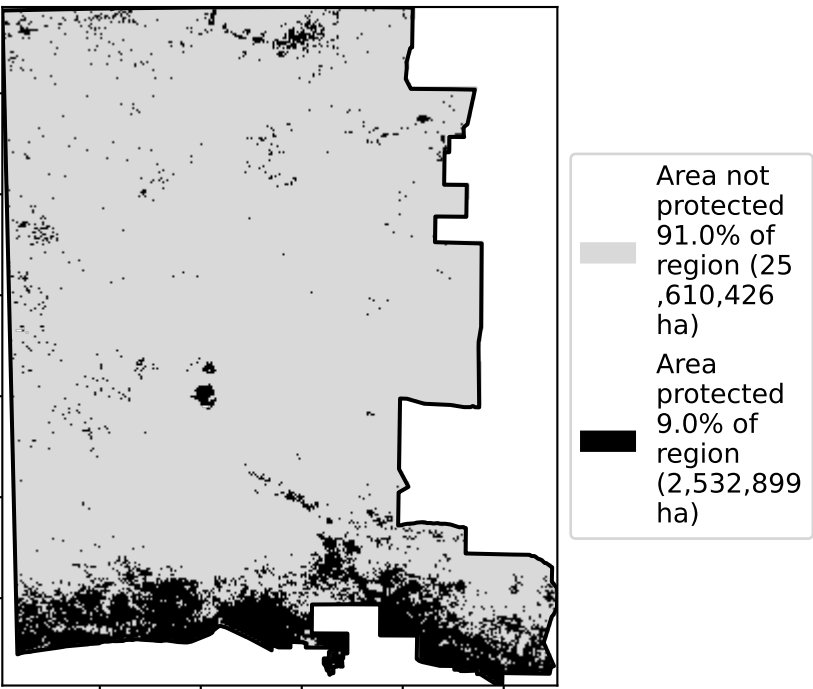 Area not
protected
91.0% of
region (25
,610,426
ha)
Area
protected
9.0% of
region
(2,532,899
ha)